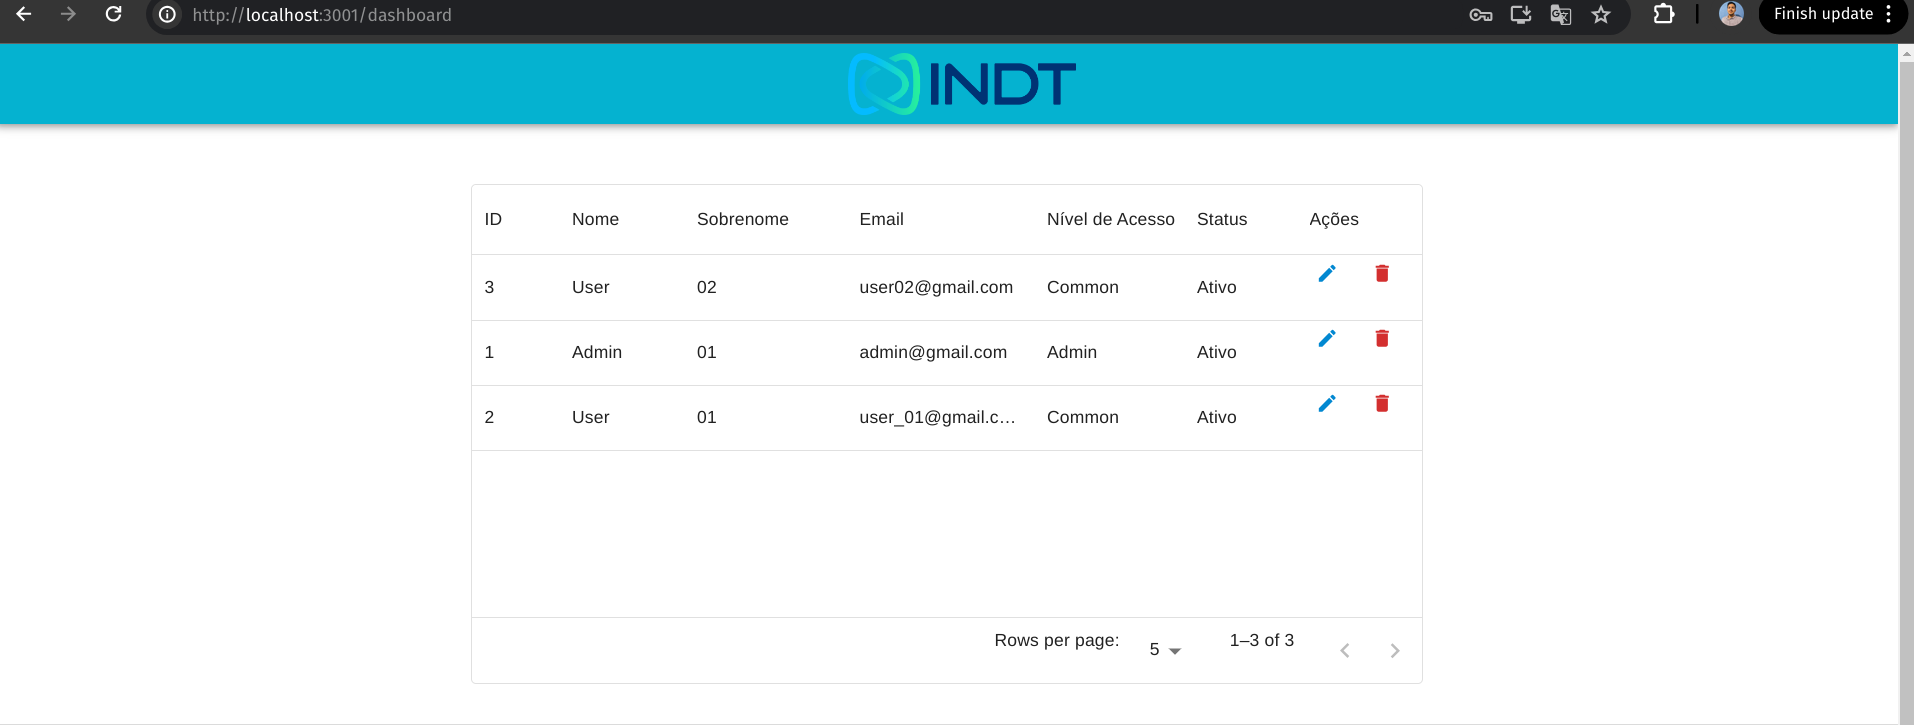 http://localhost:3001/dashboard
Finish update
INDT
ID Nome Sobrenome Email Nível de Acesso Status Ações
3 User 02 user02@gmail.com Common Ativo
1 Admin 01 admin@gmail.com Admin Ativo
2 User 01 user_01@gmail.c... Common Ativo
Rows per page: 5 1–3 of 3